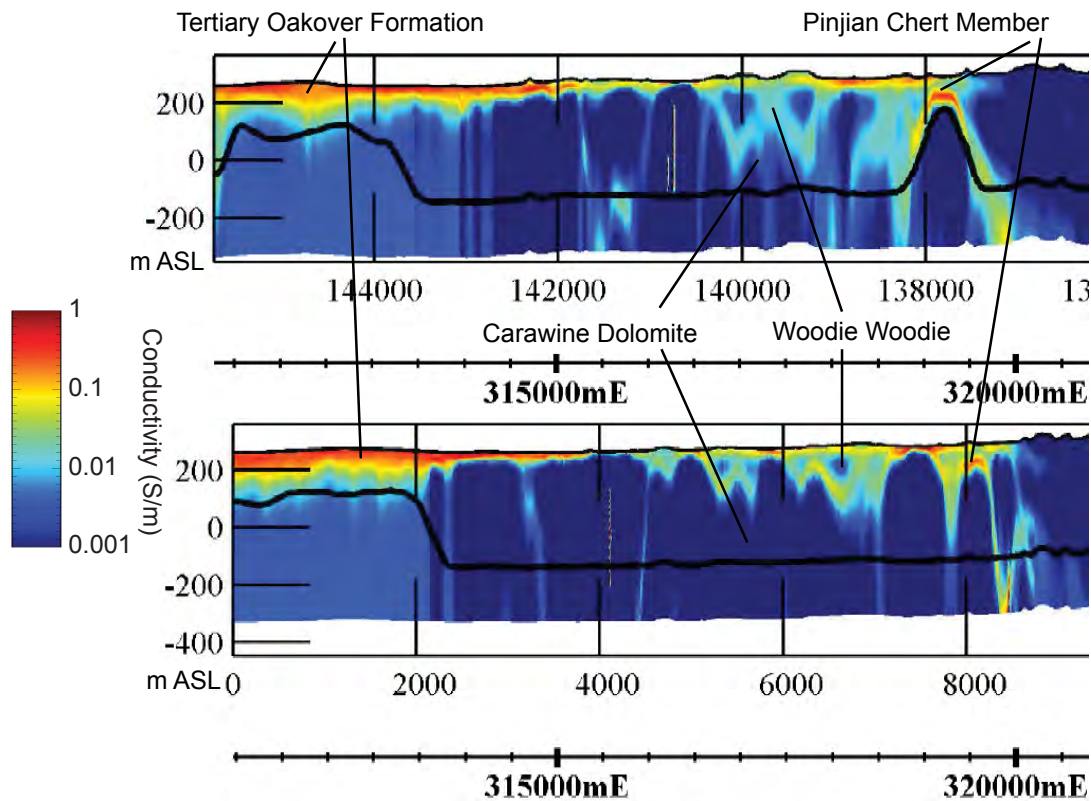 Tertiary Oakover Formation
Pinjian Chert Member
200
0
-200
m ASL
144000
142000
140000
138000
13
1
0.1
0.01
0.001
Conductivity (S/m)
Carawine Dolomite
Woodie Woodie
315000mE
320000mE
200
0
-200
-400
m ASL
0
2000
4000
6000
8000
315000mE
320000mE